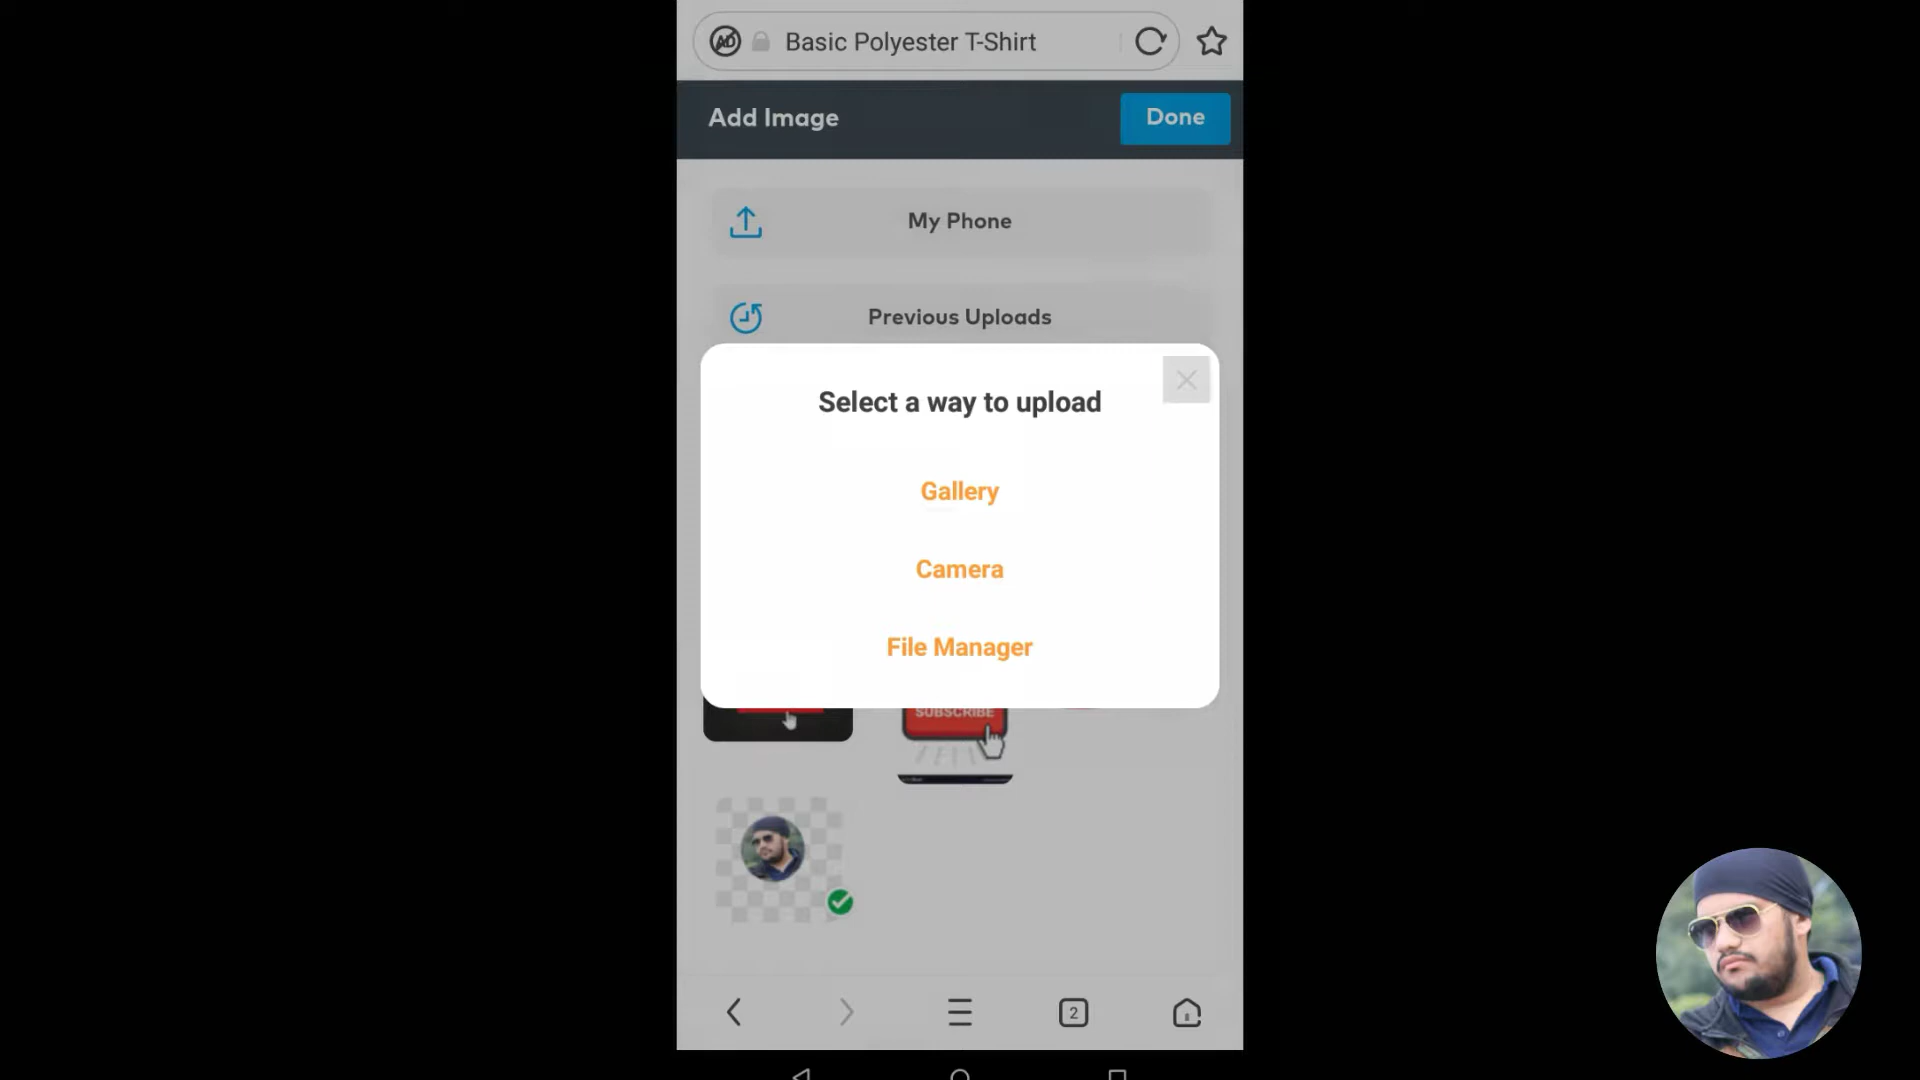 AD Basic Polyester T-Shirt
Add Image
Done
My Phone
Previous Uploads
Select a way to upload
Gallery
Camera
File Manager
SUBSCRIBE
2